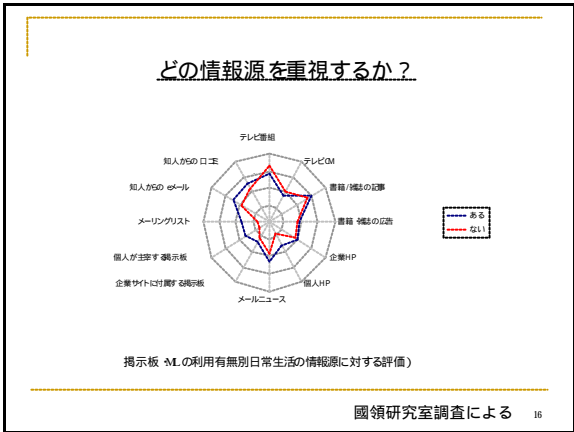 どの情報源を重視するか？
テレビ番組
テレビCM
書籍/雑誌の記事
書籍・雑誌の広告
企業HP
個人HP
メールニュース
企業サイトに付属する掲示板
個人が主宰する掲示板
メーリングリスト
知人からのeメール
知人からの口コミ
ある
ない
掲示板・MLの利用有無別日常生活の情報源に対する評価)
國領研究室調査による
16